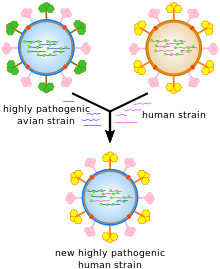 highly pathogenic
avian strain
human strain
new highly pathogenic
human strain